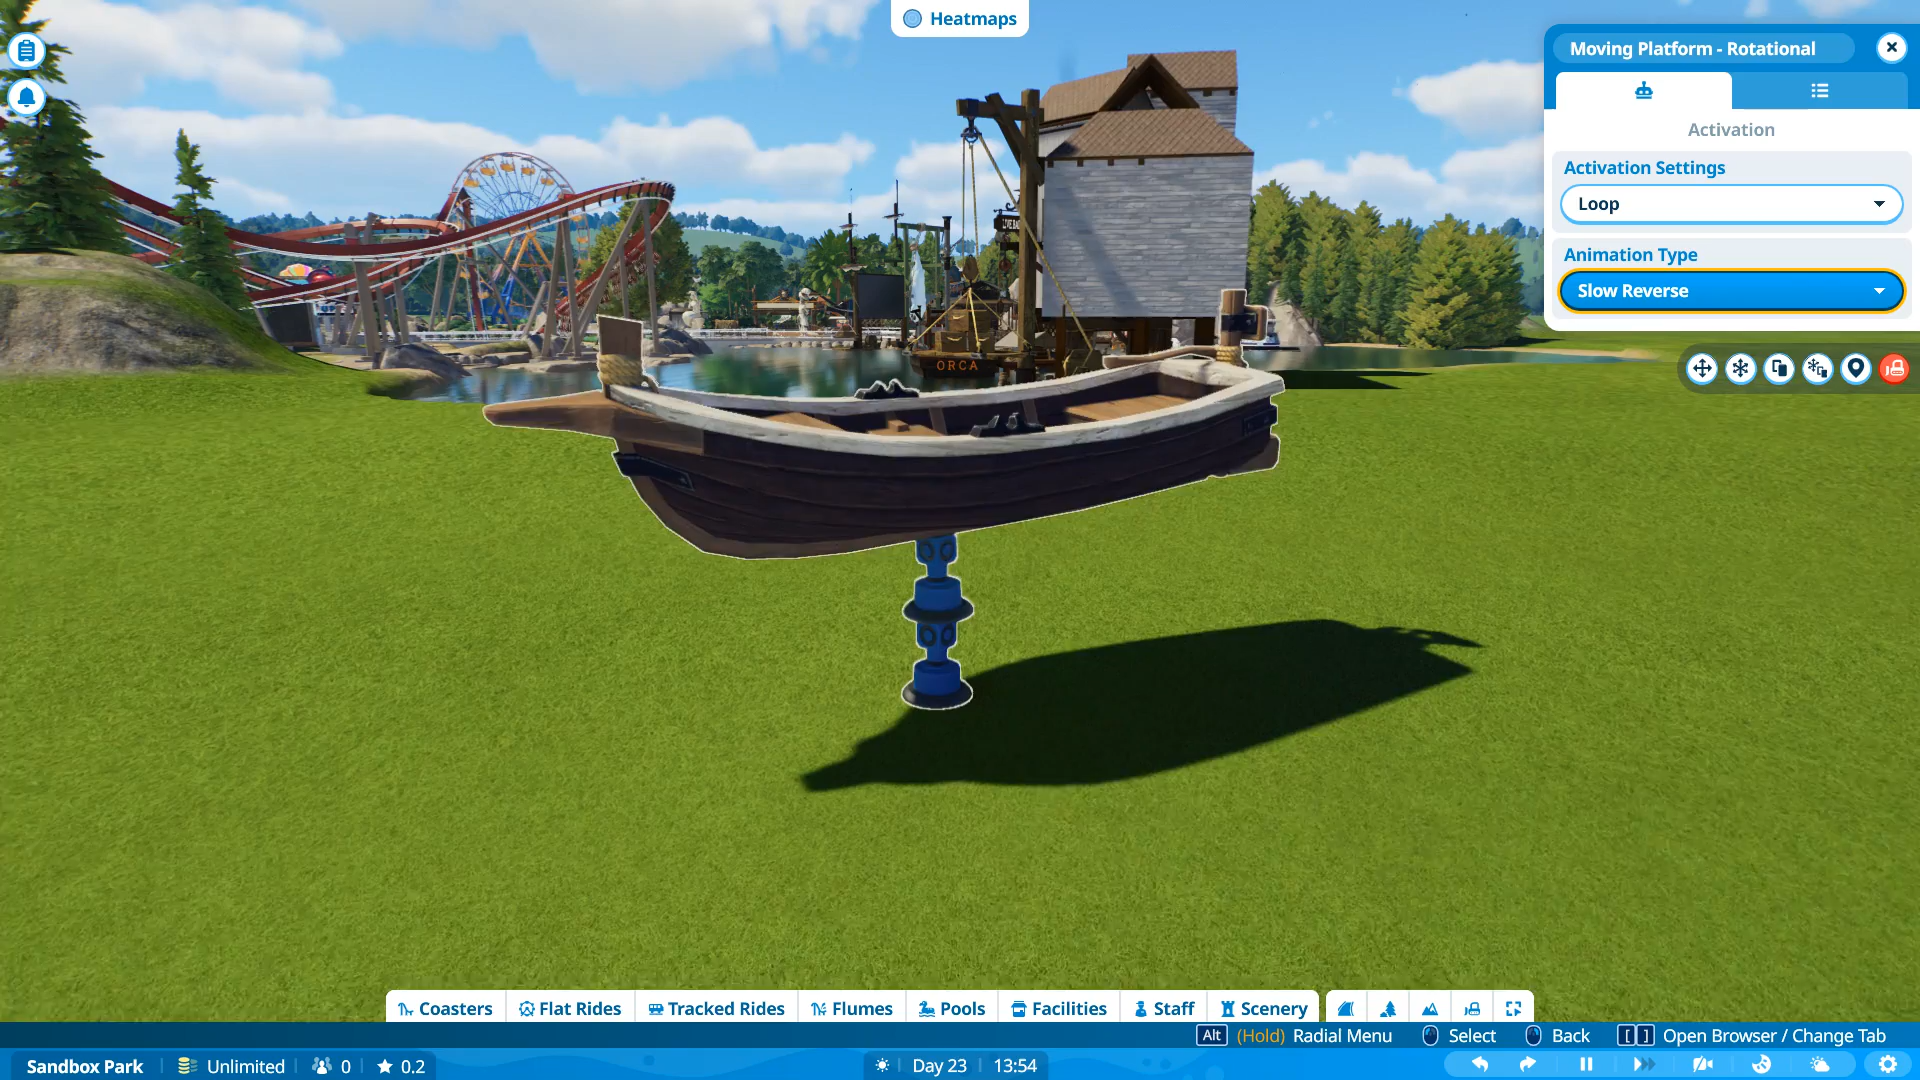 Heatmaps
Moving Platform - Rotational
Activation
Activation Settings
Loop
Animation Type
Slow Reverse
ORCA
Coasters
Flat Rides
Tracked Rides
Flumes
Pools
Facilities
Staff
Scenery
Alt (Hold) Radial Menu
Select
Back
[ ] Open Browser / Change Tab
Sandbox Park
Unlimited
0
0.2
Day 23
13:54